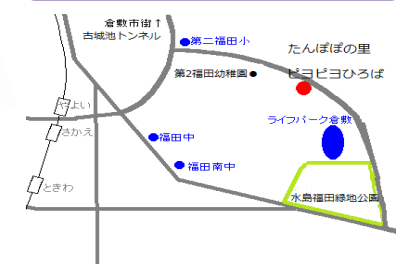 倉敷市街↑
古城池トンネル
第二福田小
たんぽぽの里
第2福田幼稚園
ピヨピヨひろば
やよい
ライフパーク倉敷
さかえ
福田中
福田南中
ときわ
水島福田緑地公園